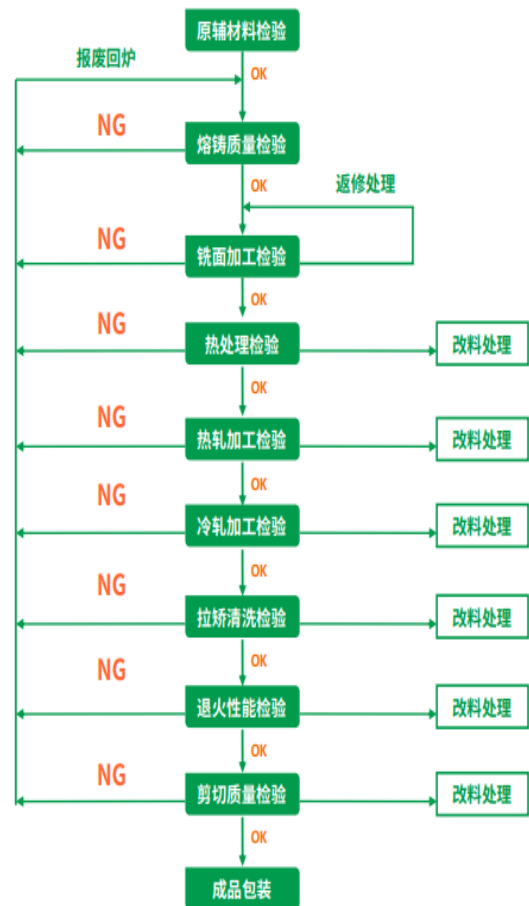 原辅材料检验
报废回炉
OK
NG
熔铸质量检验
OK
返修处理
NG
铣面加工检验
OK
NG
热处理检验
改料处理
OK
NG
热轧加工检验
改料处理
OK
NG
冷轧加工检验
改料处理
OK
NG
拉矫清洗检验
改料处理
OK
NG
退火性能检验
改料处理
OK
NG
剪切质量检验
改料处理
OK
成品包装